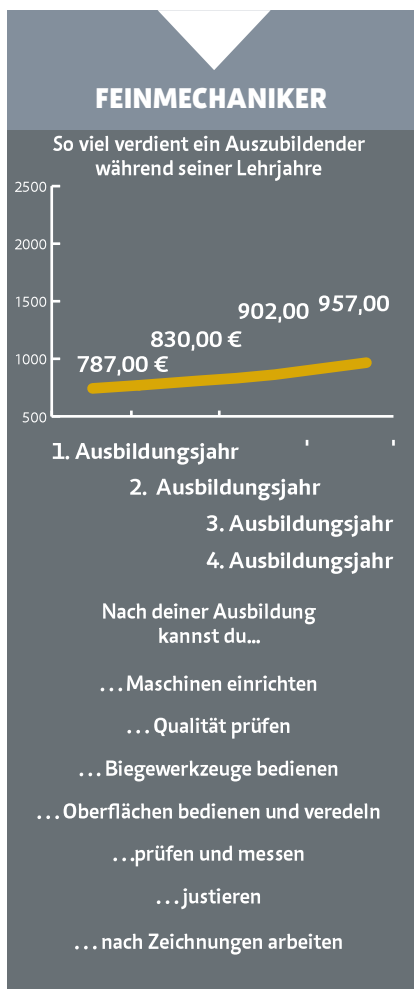 FEINMECHANIKER
So viel verdient ein Auszubildender
während seiner Lehrjahre
2500
2000
1500
1000
500
787,00 €
830,00 €
902,00
957,00
1. Ausbildungsjahr
2. Ausbildungsjahr
3. Ausbildungsjahr
4. Ausbildungsjahr
Nach deiner Ausbildung
kannst du...
...Maschinen einrichten
...Qualität prüfen
...Biegewerkzeuge bedienen
...Oberflächen bedienen und veredeln
...prüfen und messen
...justieren
...nach Zeichnungen arbeiten